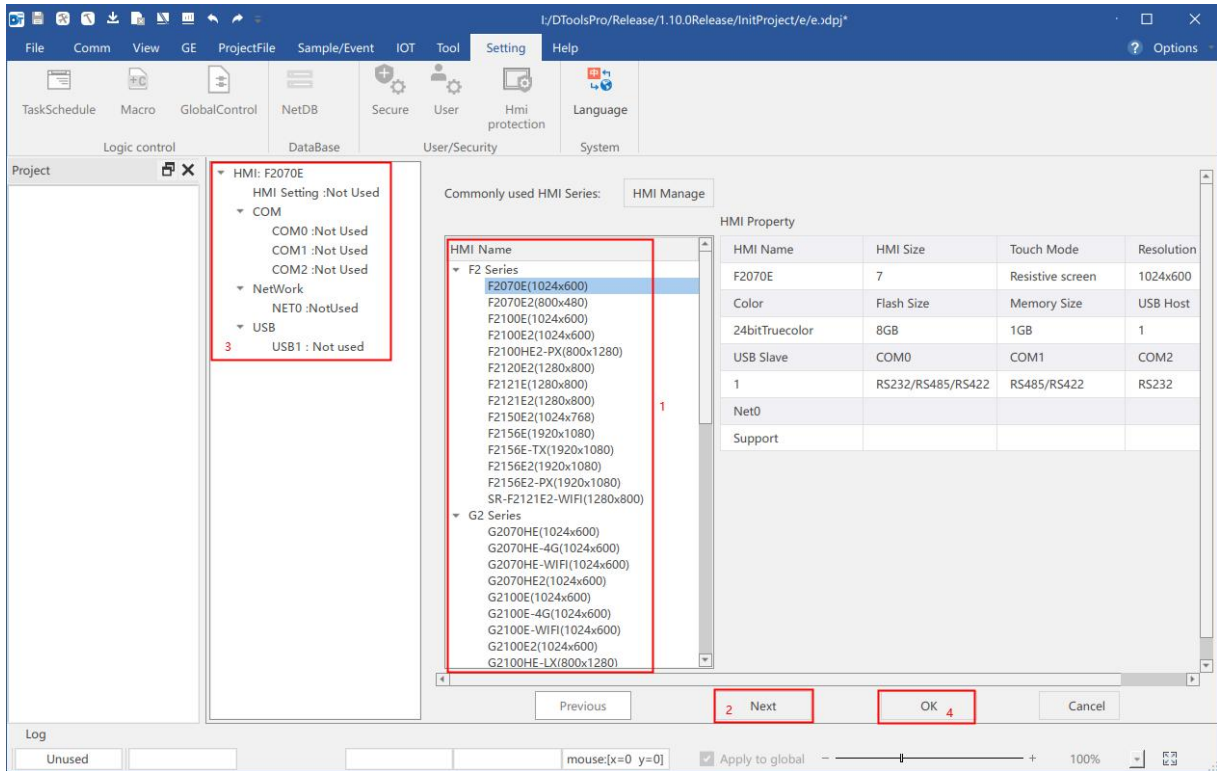 I:/DToolsPro/Release/1.10.0Release/InitProject/e/e.dpj*
File Comm View GE ProjectFile Sample/Event IOT Tool Setting Help ? Options
TaskSchedule Macro GlobalControl NetDB Secure User Hmi protection Language
Logic control DataBase User/Security System
Project
HMI: F2070E
HMI Setting :Not Used
COM
COM0 :Not Used
COM1 :Not Used
COM2 :Not Used
NetWork
NET0 :NotUsed
USB
3 USB1 : Not used
Commonly used HMI Series: HMI Manage
HMI Name
F2 Series
F2070E(1024x600)
F2070E2(800x480)
F2100E(1024x600)
F2100E2(1024x600)
F2100HE2-PX(800x1280)
F2120E2(1280x800)
F2121E(1280x800)
F2121E2(1280x800)
1
F2150E2(1024x768)
F2156E(1920x1080)
F2156E-TX(1920x1080)
F2156E2(1920x1080)
F2156E2-PX(1920x1080)
SR-F2121E2-WIFI(1280x800)
G2 Series
G2070HE(1024x600)
G2070HE-4G(1024x600)
G2070HE-WIFI(1024x600)
G2070HE2(1024x600)
G2100E(1024x600)
G2100E-4G(1024x600)
G2100E-WIFI(1024x600)
G2100E2(1024x600)
G2100HE-LX(800x1280)
HMI Property
HMI Name HMI Size Touch Mode Resolution
F2070E 7 Resistive screen 1024x600
Color Flash Size Memory Size USB Host
24bitTruecolor 8GB 1GB 1
USB Slave COM0 COM1 COM2
1 RS232/RS485/RS422 RS485/RS422 RS232
Net0
Support
Previous 2 Next OK 4 Cancel
Log
Unused mouse:[x=0 y=0] Apply to global − + 100%